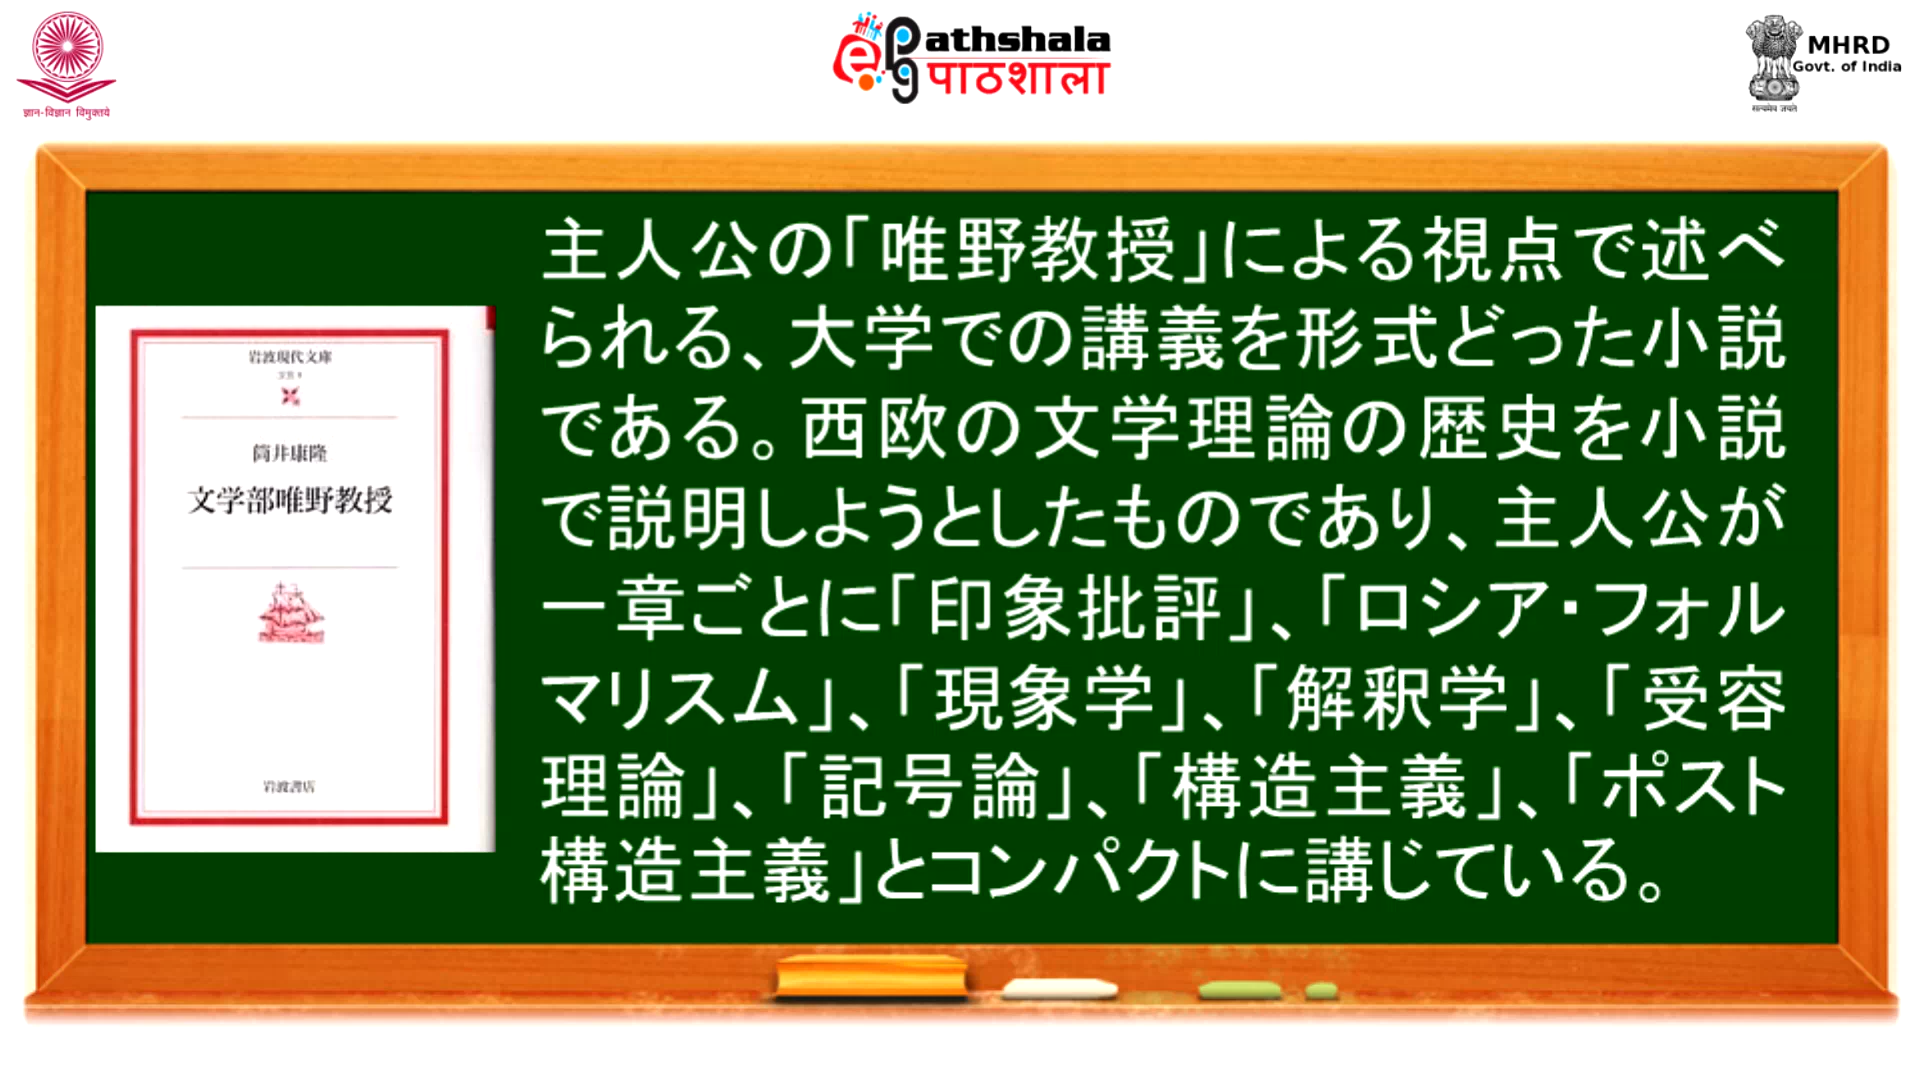 ज्ञान-विज्ञान विमुक्तये
ePG Pathshala
पाठशाला
MHRD
Govt. of India
सत्यमेव जयते
岩波現代文庫
筒井康隆
文学部唯野教授
岩波書店
主人公の「唯野教授」による視点で述べ
られる、大学での講義を形式どった小説
である。西欧の文学理論の歴史を小説
で説明しようとしたものであり、主人公が
一章ごとに「印象批評」、「ロシア・フォル
マリスム」、「現象学」、「解釈学」、「受容
理論」、「記号論」、「構造主義」、「ポスト
構造主義」とコンパクトに講じている。